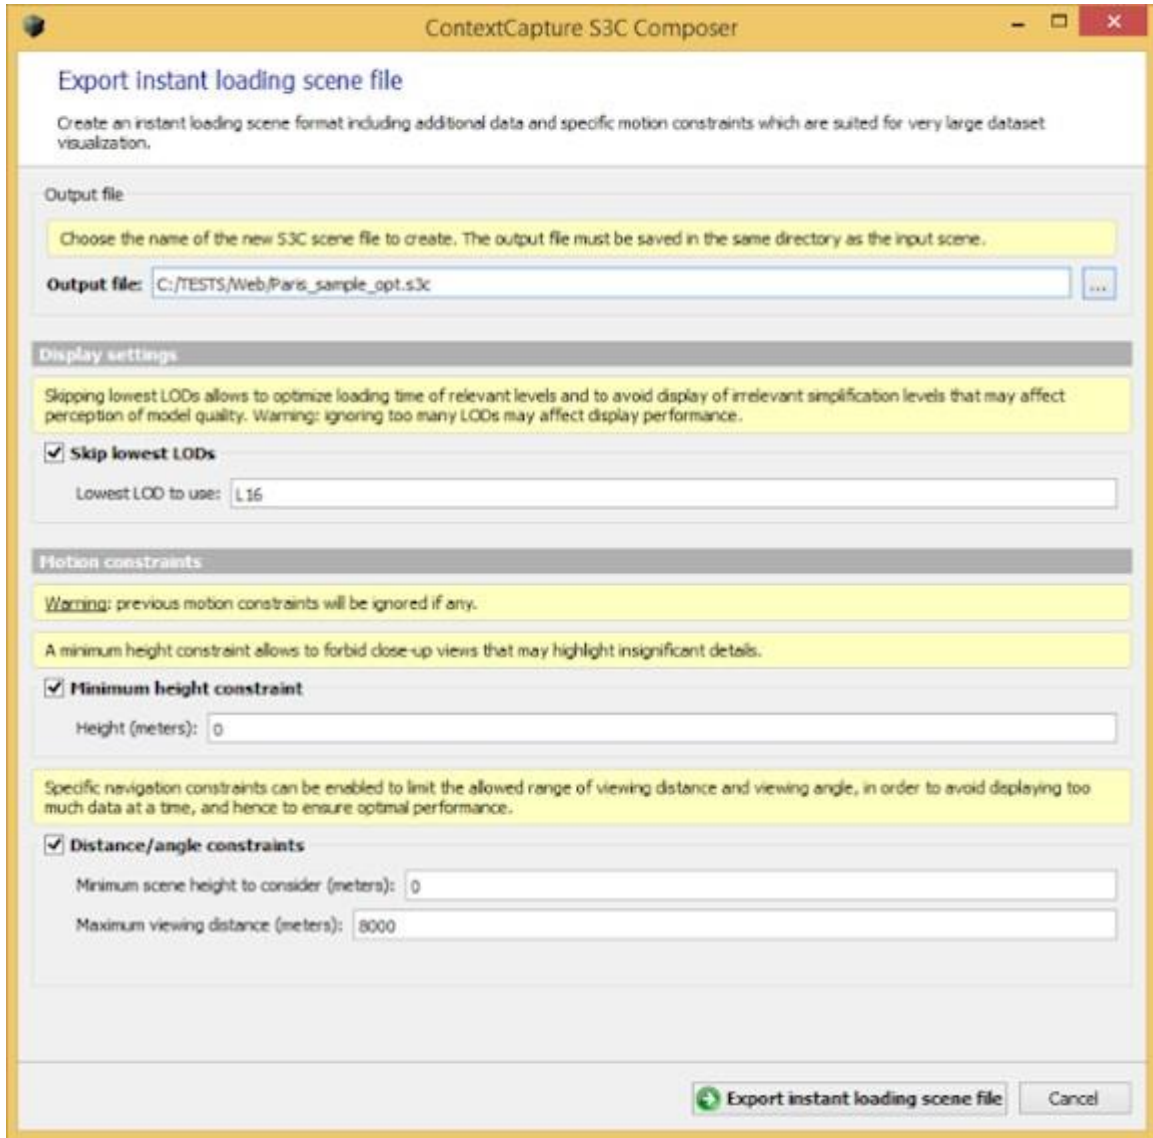 ContextCapture S3C Composer
Export instant loading scene file
Create an instant loading scene format including additional data and specific motion constraints which are suited for very large dataset
visualization.
Output file
Choose the name of the new S3C scene file to create. The output file must be saved in the same directory as the input scene.
Output file: C:/TESTS/Web/Paris_sample_opt.s3c ...
Display settings
Skipping lowest LODs allows to optimize loading time of relevant levels and to avoid display of irrelevant simplification levels that may affect
perception of model quality. Warning: ignoring too many LODs may affect display performance.
Skip lowest LODs
Lowest LOD to use: L16
Motion constraints
Warning: previous motion constraints will be ignored if any.
A minimum height constraint allows to forbid close-up views that may highlight insignificant details.
Minimum height constraint
Height (meters): 0
Specific navigation constraints can be enabled to limit the allowed range of viewing distance and viewing angle, in order to avoid displaying too
much data at a time, and hence to ensure optimal performance.
Distance/angle constraints
Minimum scene height to consider (meters): 0
Maximum viewing distance (meters): 8000
Export instant loading scene file Cancel